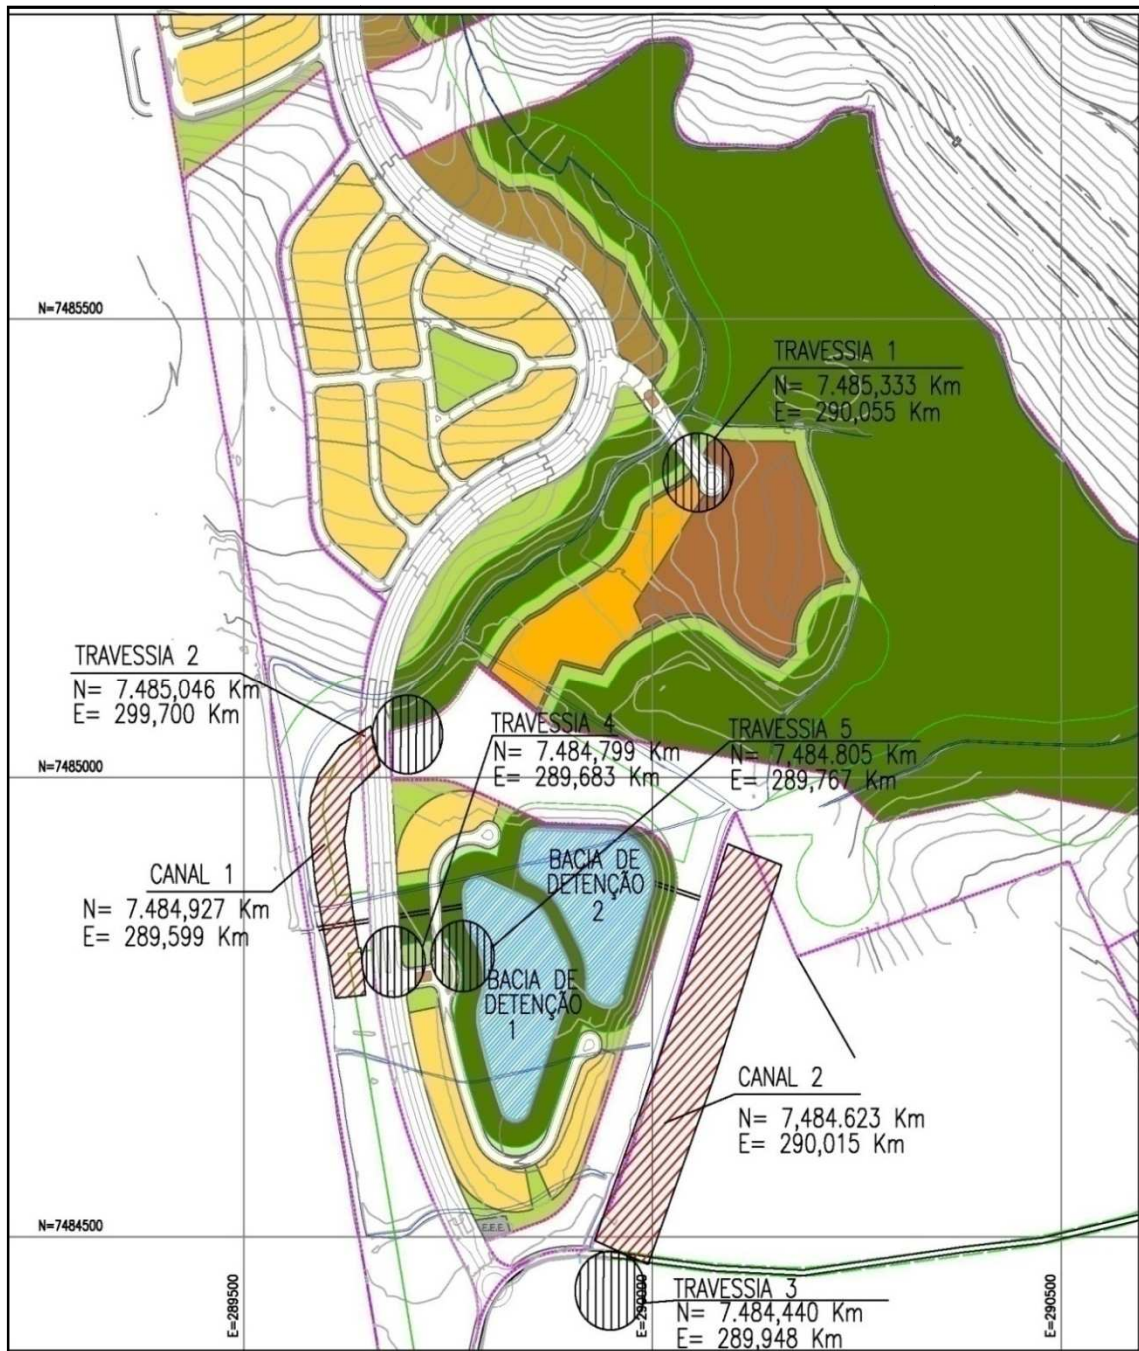 N=7485500
TRAVESSIA 1
N= 7.485,333 Km
E= 290,055 Km
TRAVESSIA 2
N= 7.485,046 Km
E= 299,700 Km
TRAVESSIA 4
N= 7.484,799 Km
E= 289,683 Km
TRAVESSIA 5
N= 7,484.805 Km
E= 289,767 Km
N=7485000
CANAL 1
N= 7.484,927 Km
E= 289,599 Km
BACIA DE
DETENÇÃO
2
BACIA DE
DETENÇÃO
1
CANAL 2
N= 7,484.623 Km
E= 290,015 Km
N=7484500
E.E.E.1
E=289500
E=290000
E=290500
TRAVESSIA 3
N= 7.484,440 Km
E= 289,948 Km